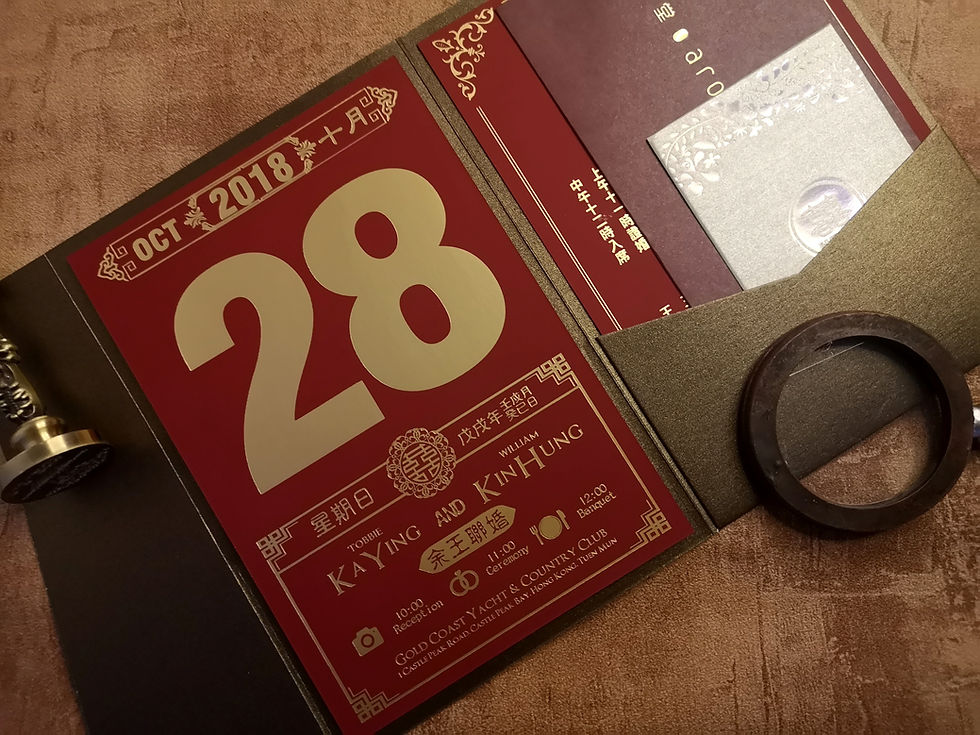 OCT 2018 十月
28
星期日 囍 戊戌年 壬戌月
癸巳日
TOBBIE WILLIAM
KAYING AND KINHUNG
余王聯婚
10:00
Reception
11:00
Ceremony
12:00
Banquet
GOLD COAST YACHT & COUNTRY CLUB
1 CASTLE PEAK ROAD, CASTLE PEAK BAY, HONG KONG, TUEN MUN
上午十一時證婚
中午十二時入席
王